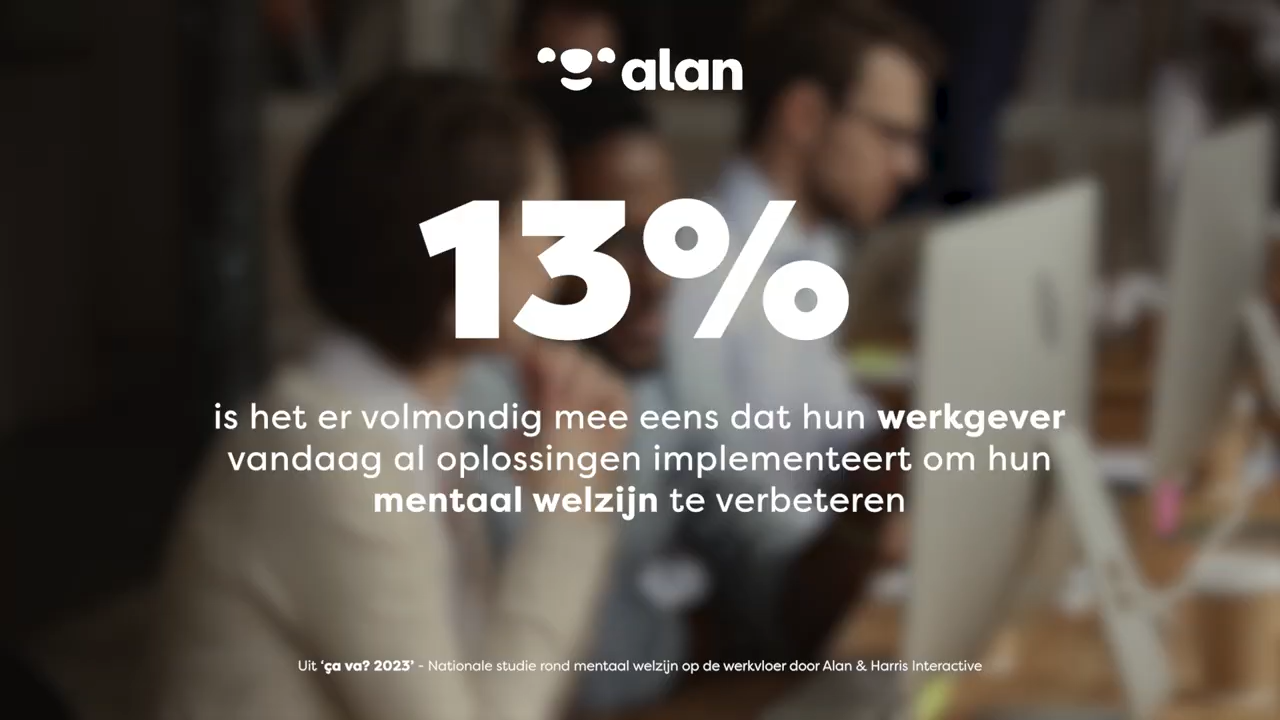 alan
13%
is het er volmondig mee eens dat hun werkgever
vandaag al oplossingen implementeert om hun
mentaal welzijn te verbeteren
Uit ‘ça va? 2023’ - Nationale studie rond mentaal welzijn op de werkvloer door Alan & Harris Interactive